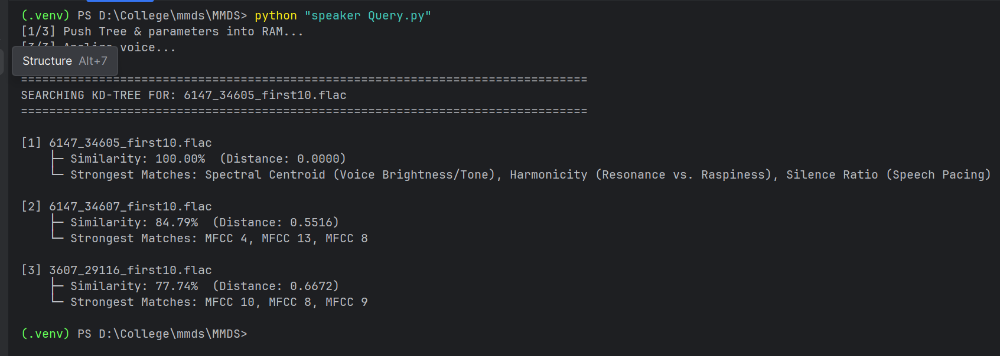 (.venv) PS D:\College\mmds\MMDS> python "speaker Query.py"
[1/3] Push Tree & parameters into RAM...
voice...
Structure Alt+7
================================================================================
SEARCHING KD-TREE FOR: 6147_34605_first10.flac
================================================================================
[1] 6147_34605_first10.flac
├─ Similarity: 100.00%  (Distance: 0.0000)
└─ Strongest Matches: Spectral Centroid (Voice Brightness/Tone), Harmonicity (Resonance vs. Raspiness), Silence Ratio (Speech Pacing)
[2] 6147_34607_first10.flac
├─ Similarity: 84.79%  (Distance: 0.5516)
└─ Strongest Matches: MFCC 4, MFCC 13, MFCC 8
[3] 3607_29116_first10.flac
├─ Similarity: 77.74%  (Distance: 0.6672)
└─ Strongest Matches: MFCC 10, MFCC 8, MFCC 9
(.venv) PS D:\College\mmds\MMDS>